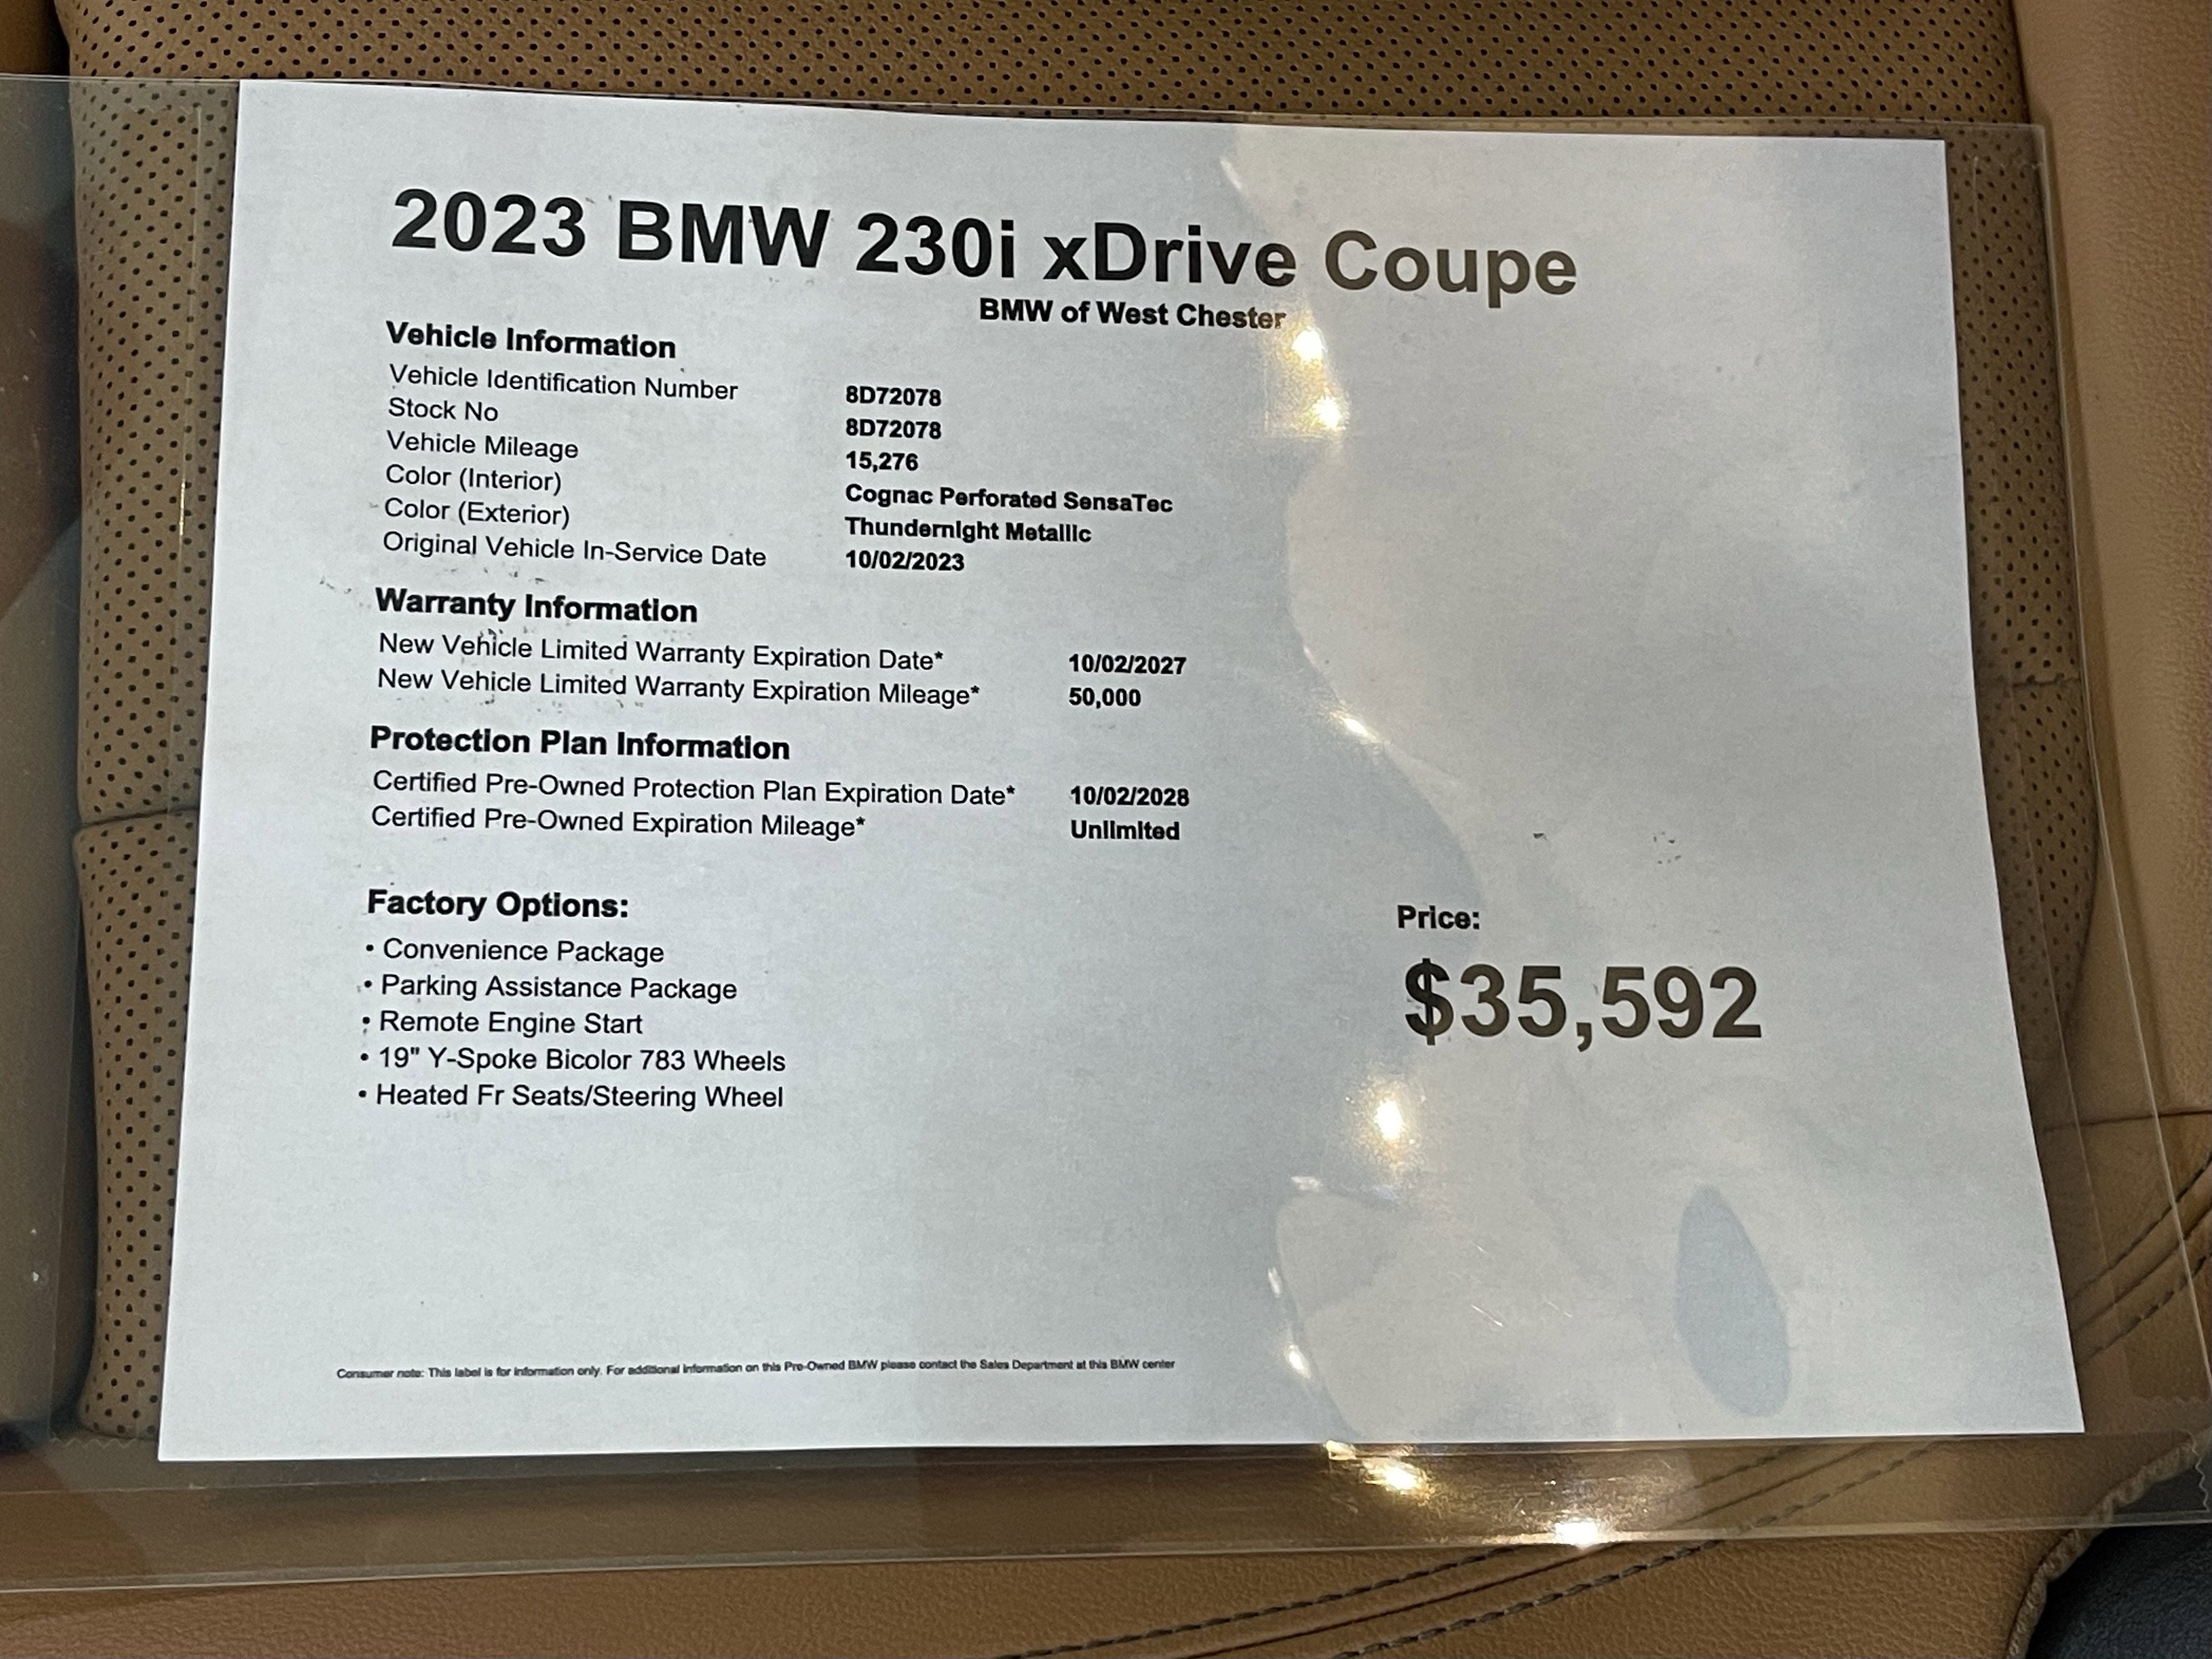 2023 BMW 230i xDrive Coupe
BMW of West Chester
Vehicle Information
Vehicle Identification Number 8D72078
Stock No 8D72078
Vehicle Mileage 15,276
Color (Interior) Cognac Perforated SensaTec
Color (Exterior) Thundernight Metallic
Original Vehicle In-Service Date 10/02/2023
Warranty Information
New Vehicle Limited Warranty Expiration Date* 10/02/2027
New Vehicle Limited Warranty Expiration Mileage* 50,000
Protection Plan Information
Certified Pre-Owned Protection Plan Expiration Date* 10/02/2028
Certified Pre-Owned Expiration Mileage* Unlimited
Factory Options:
• Convenience Package
• Parking Assistance Package
• Remote Engine Start
• 19" Y-Spoke Bicolor 783 Wheels
• Heated Fr Seats/Steering Wheel
Price:
$35,592
Consumer note: This label is for information only. For additional information on this Pre-Owned BMW please contact the Sales Department at this BMW center